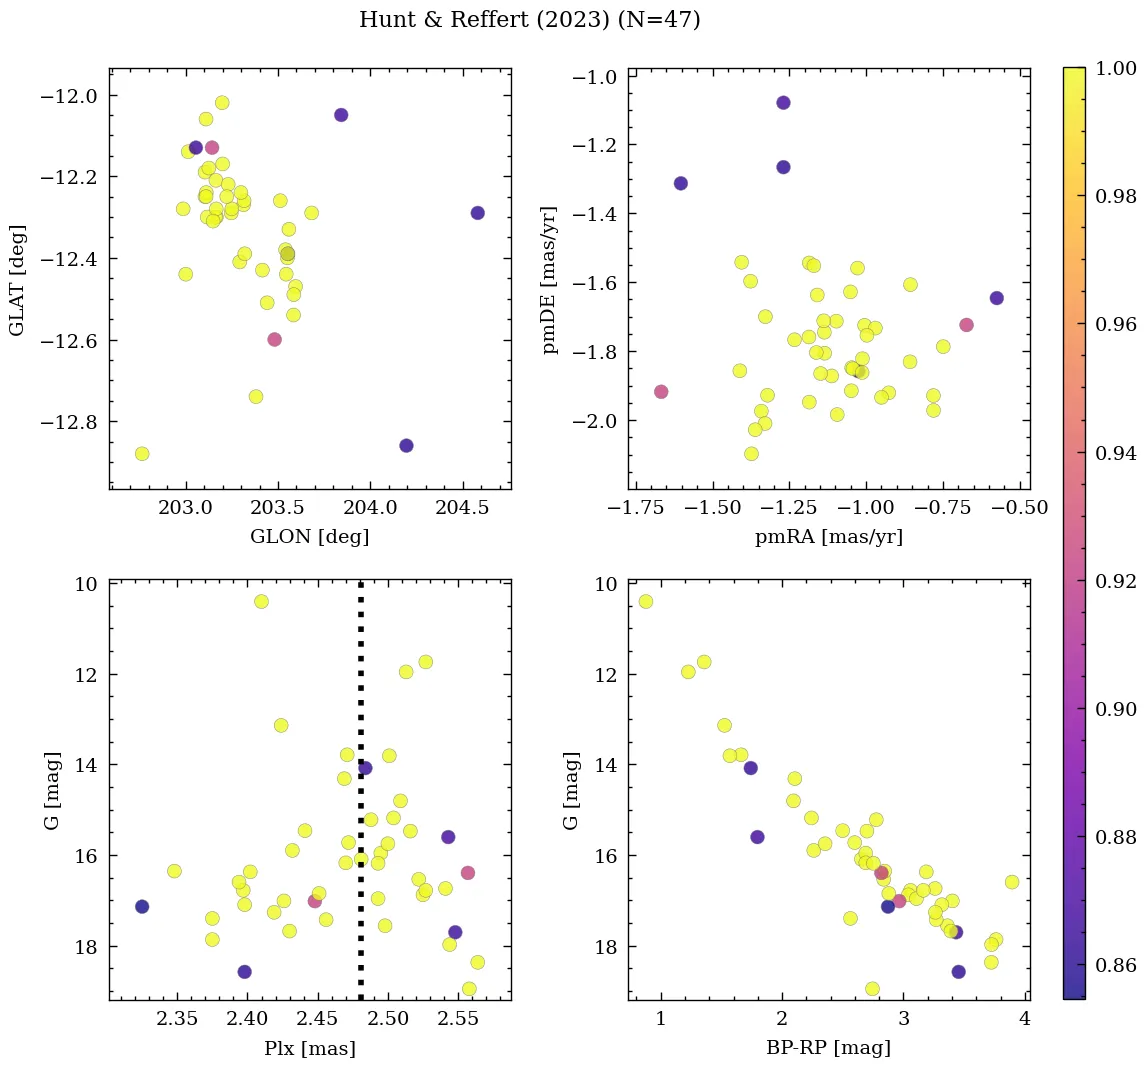 Hunt & Reffert (2023) (N=47)
−12.0
−12.2
−12.4
−12.6
−12.8
GLAT [deg]
203.0 203.5 204.0 204.5
GLON [deg]
−1.0
−1.2
−1.4
−1.6
−1.8
−2.0
pmDE [mas/yr]
−1.75 −1.50 −1.25 −1.00 −0.75 −0.50
pmRA [mas/yr]
10
12
14
16
18
G [mag]
2.35 2.40 2.45 2.50 2.55
Plx [mas]
10
12
14
16
18
G [mag]
1 2 3 4
BP-RP [mag]
1.00
0.98
0.96
0.94
0.92
0.90
0.88
0.86